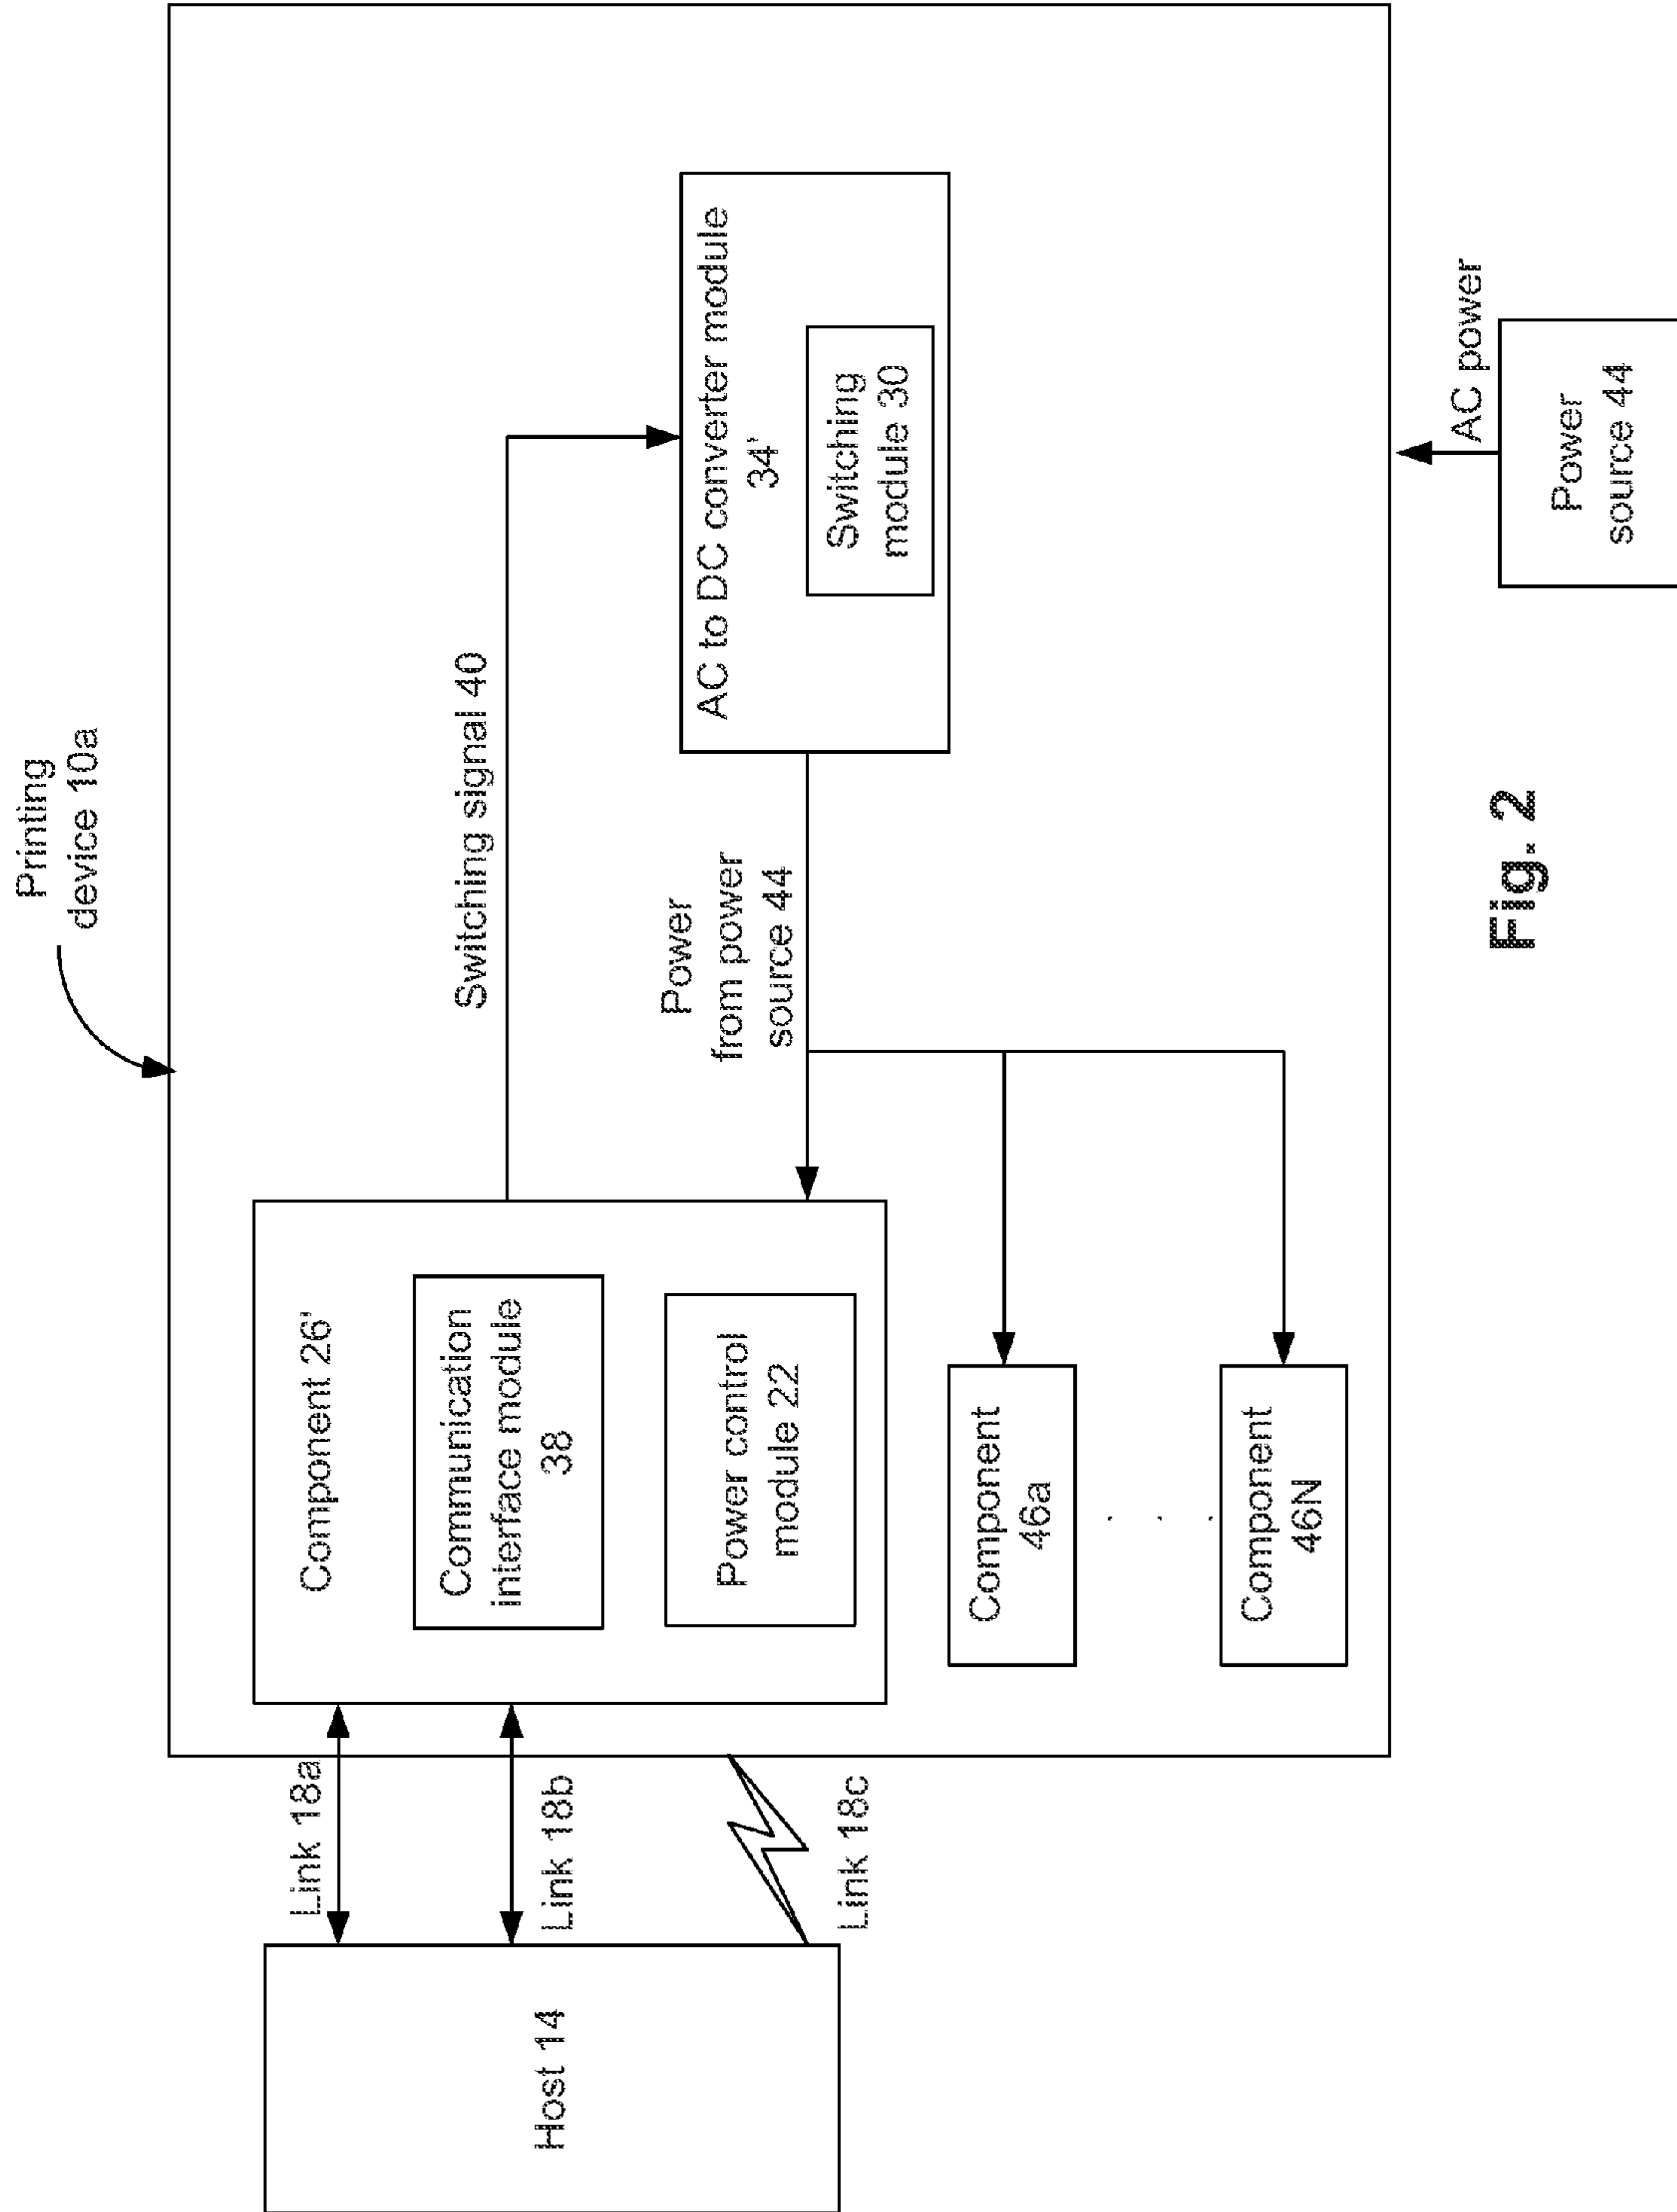 Printing
device 10a
Host 14
Link 18a
Link 18b
Link 18c
Component 26'
Communication
interface module
38
Power control
module 22
Switching signal 40
Power
from power
source 44
AC to DC converter module
34'
Switching
module 30
Component
46a
.
.
.
Component
46N
AC power
Power
source 44
Fig. 2